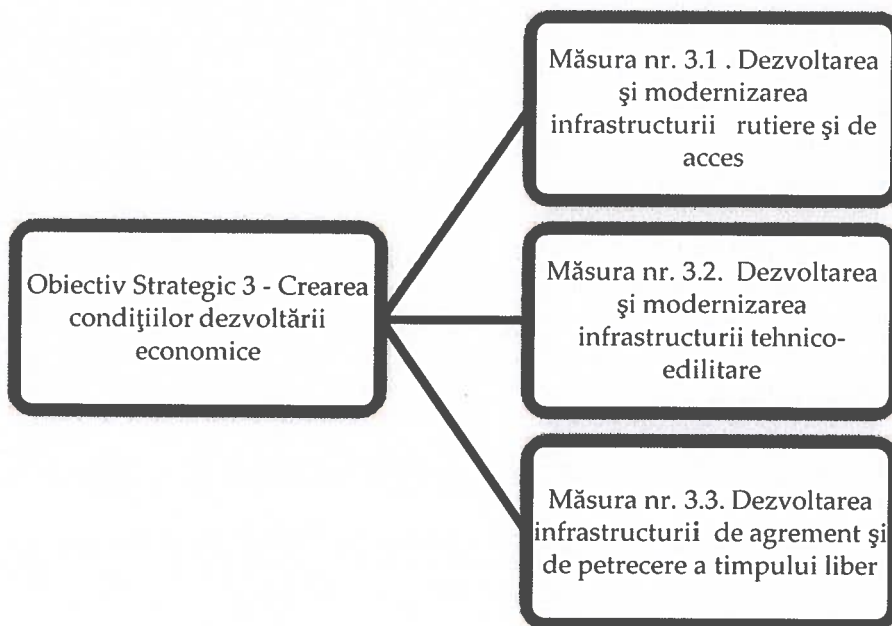 Măsura nr. 3.1 . Dezvoltarea
şi modernizarea
infrastructurii rutiere şi de
acces
Obiectiv Strategic 3 - Crearea
condiţiilor dezvoltării
economice
Măsura nr. 3.2. Dezvoltarea
şi modernizarea
infrastructurii tehnico-
edilitare
Măsura nr. 3.3. Dezvoltarea
infrastructurii de agrement şi
de petrecere a timpului liber